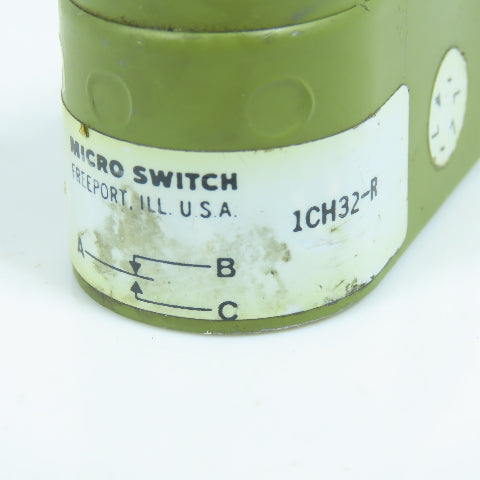 MICRO SWITCH
FREEPORT, ILL. U.S.A.
1CH32-R
A
B
C